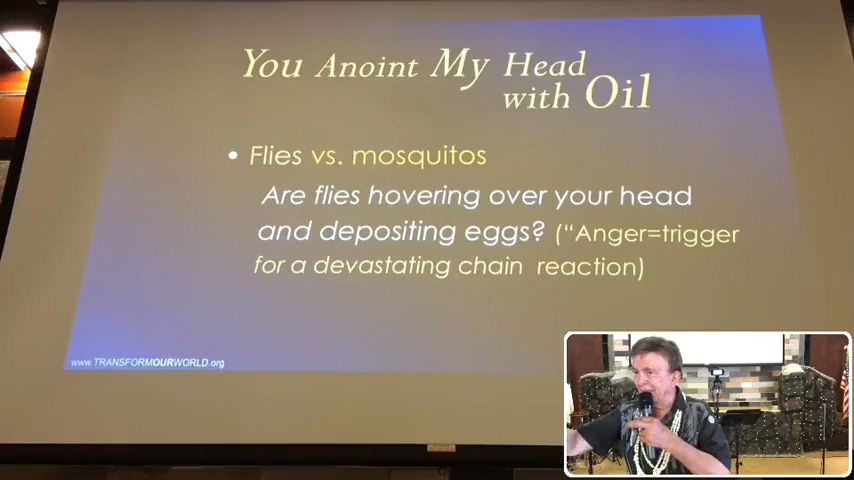 You Anoint My Head
with Oil
• Flies vs. mosquitos
Are flies hovering over your head
and depositing eggs? (“Anger=trigger
for a devastating chain reaction)
www.TRANSFORMOURWORLD.org